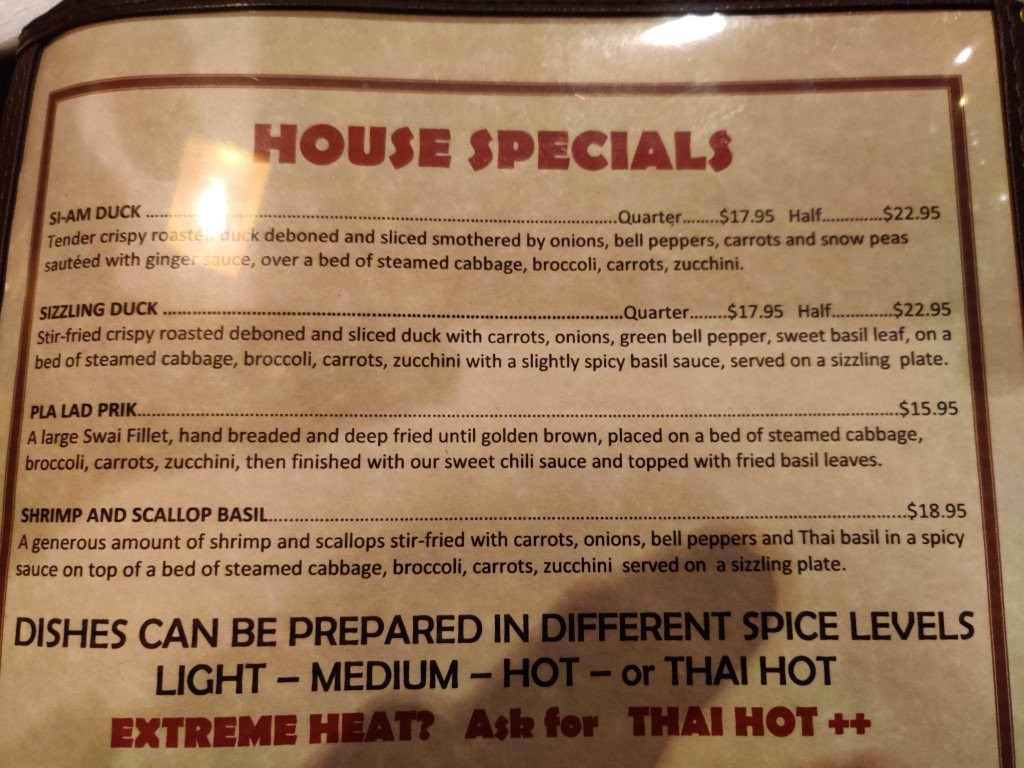 HOUSE SPECIALS
SI-AM DUCK ....................................................................................Quarter........$17.95 Half.............$22.95
Tender crispy roasted duck deboned and sliced smothered by onions, bell peppers, carrots and snow peas
sautéed with ginger sauce, over a bed of steamed cabbage, broccoli, carrots, zucchini.
SIZZLING DUCK ....................................................................................Quarter........$17.95 Half.............$22.95
Stir-fried crispy roasted deboned and sliced duck with carrots, onions, green bell pepper, sweet basil leaf, on a
bed of steamed cabbage, broccoli, carrots, zucchini with a slightly spicy basil sauce, served on a sizzling plate.
PLA LAD PRIK....................................................................................$15.95
A large Swai Fillet, hand breaded and deep fried until golden brown, placed on a bed of steamed cabbage,
broccoli, carrots, zucchini, then finished with our sweet chili sauce and topped with fried basil leaves.
SHRIMP AND SCALLOP BASIL....................................................................................$18.95
A generous amount of shrimp and scallops stir-fried with carrots, onions, bell peppers and Thai basil in a spicy
sauce on top of a bed of steamed cabbage, broccoli, carrots, zucchini served on a sizzling plate.
DISHES CAN BE PREPARED IN DIFFERENT SPICE LEVELS
LIGHT – MEDIUM – HOT – or THAI HOT
EXTREME HEAT? Ask for THAI HOT ++